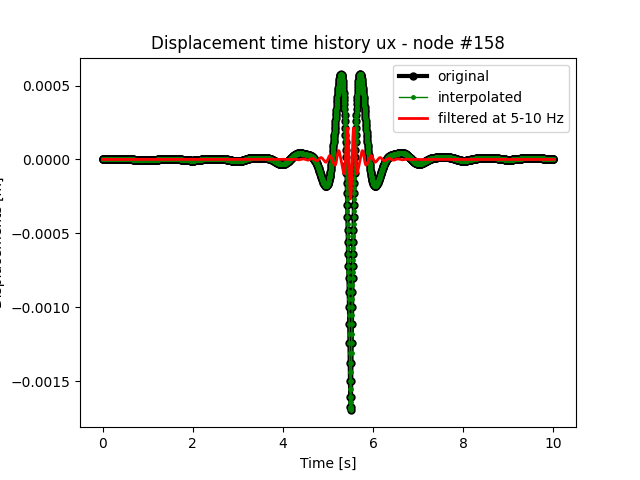 Displacement time history ux - node #158
original
interpolated
filtered at 5-10 Hz
0.0005
0.0000
−0.0005
−0.0010
−0.0015
0
2
4
6
8
10
Time [s]